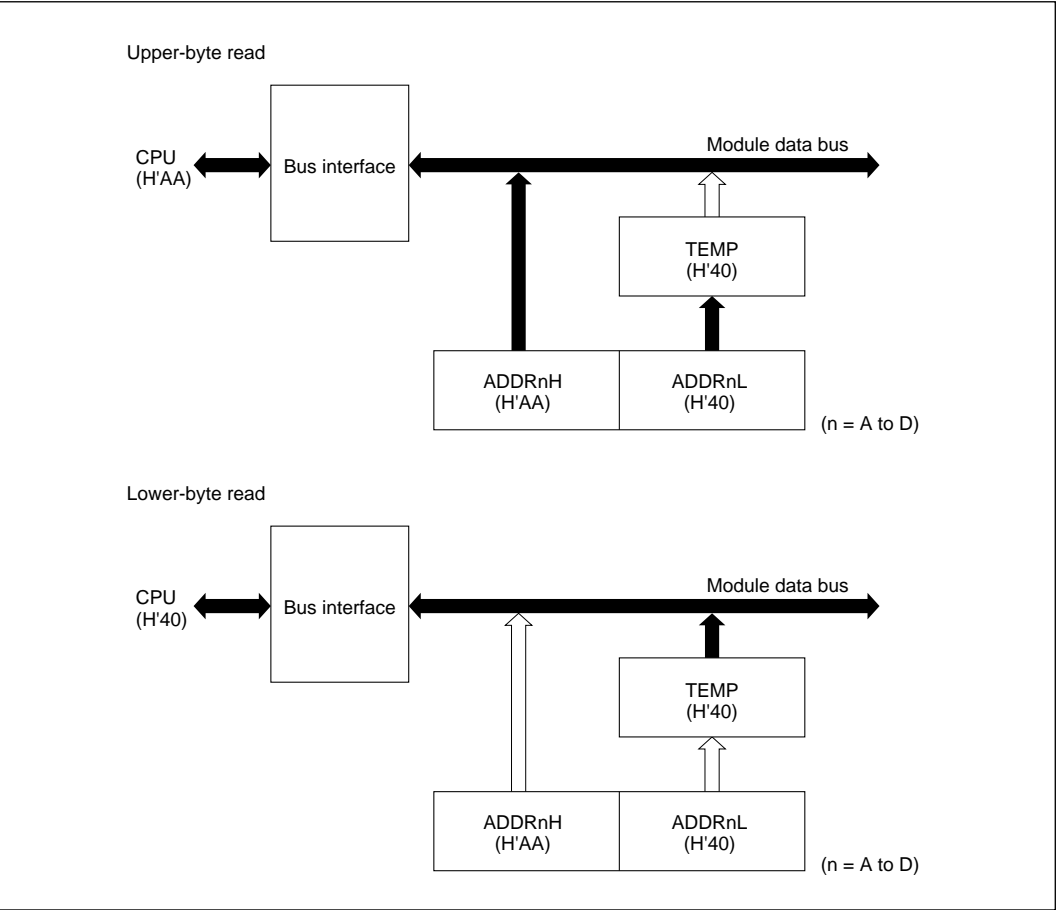 Upper-byte read
CPU
(H'AA)
Bus interface
Module data bus
TEMP
(H'40)
ADDRnH
(H'AA)
ADDRnL
(H'40)
(n = A to D)
Lower-byte read
CPU
(H'40)
Bus interface
Module data bus
TEMP
(H'40)
ADDRnH
(H'AA)
ADDRnL
(H'40)
(n = A to D)